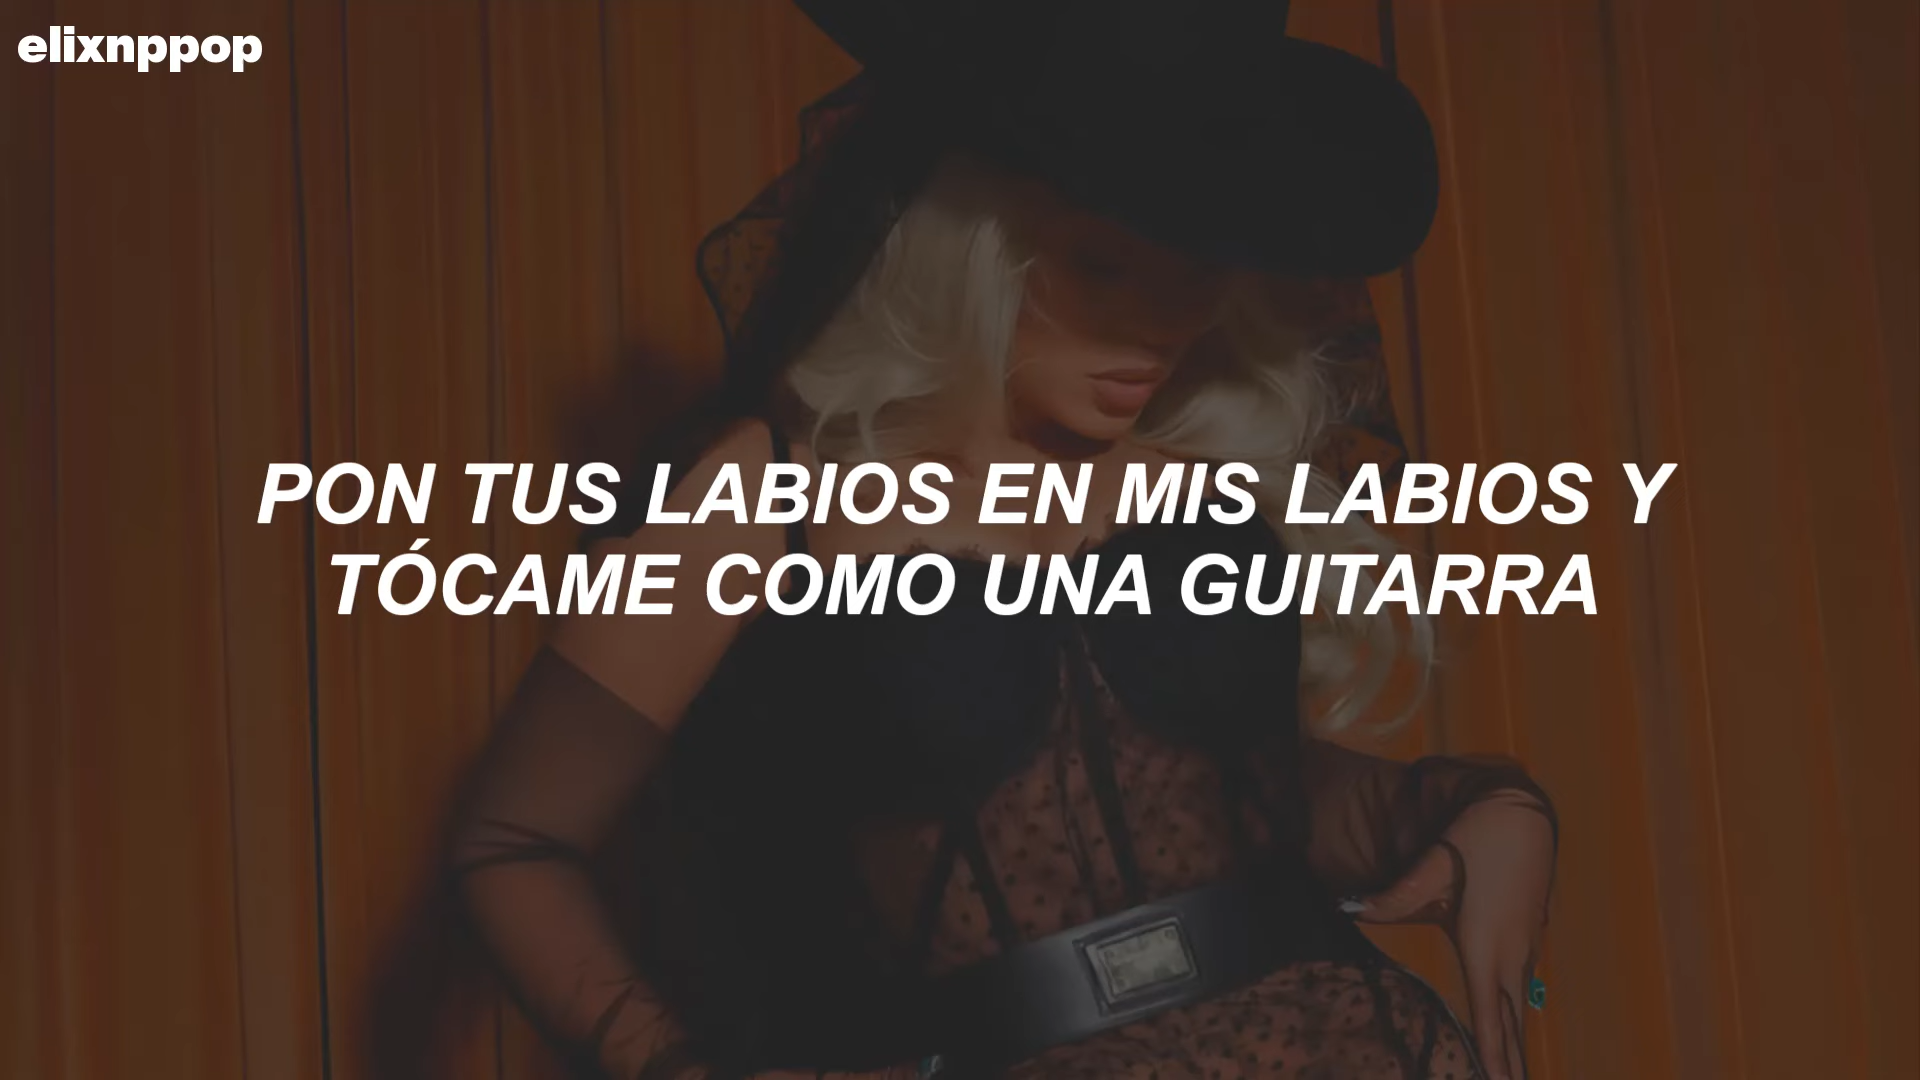 elixnppop
PON TUS LABIOS EN MIS LABIOS Y
TÓCAME COMO UNA GUITARRA